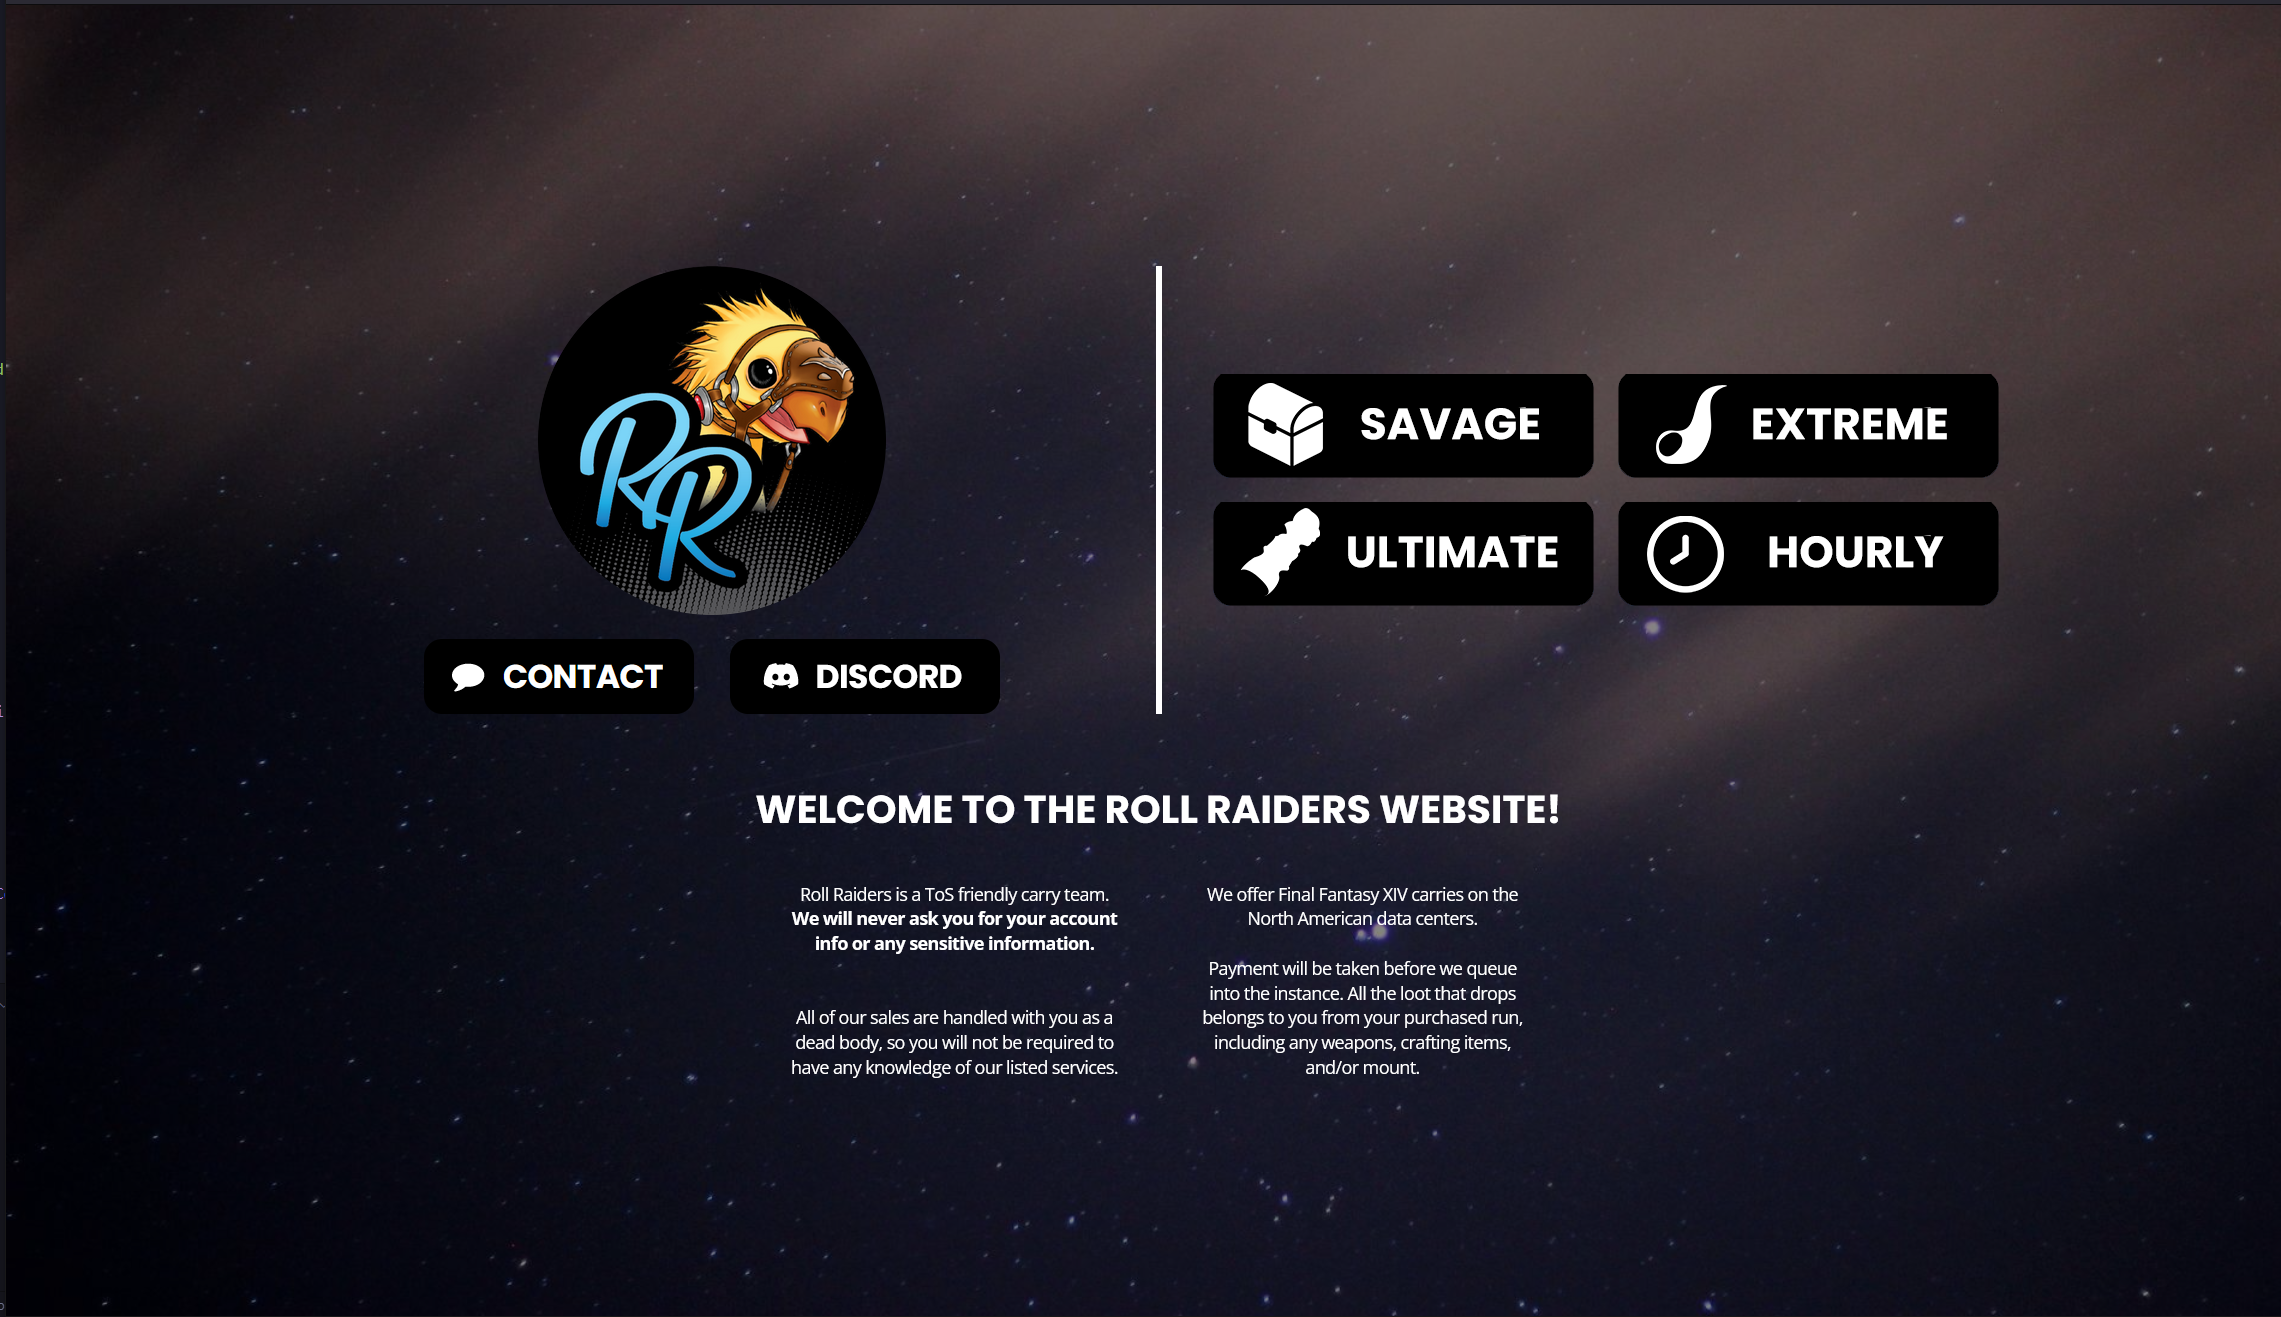 RR
CONTACT
DISCORD
SAVAGE
EXTREME
ULTIMATE
HOURLY
WELCOME TO THE ROLL RAIDERS WEBSITE!
Roll Raiders is a ToS friendly carry team.
We will never ask you for your account
info or any sensitive information.
All of our sales are handled with you as a
dead body, so you will not be required to
have any knowledge of our listed services.
We offer Final Fantasy XIV carries on the
North American data centers.
Payment will be taken before we queue
into the instance. All the loot that drops
belongs to you from your purchased run,
including any weapons, crafting items,
and/or mount.